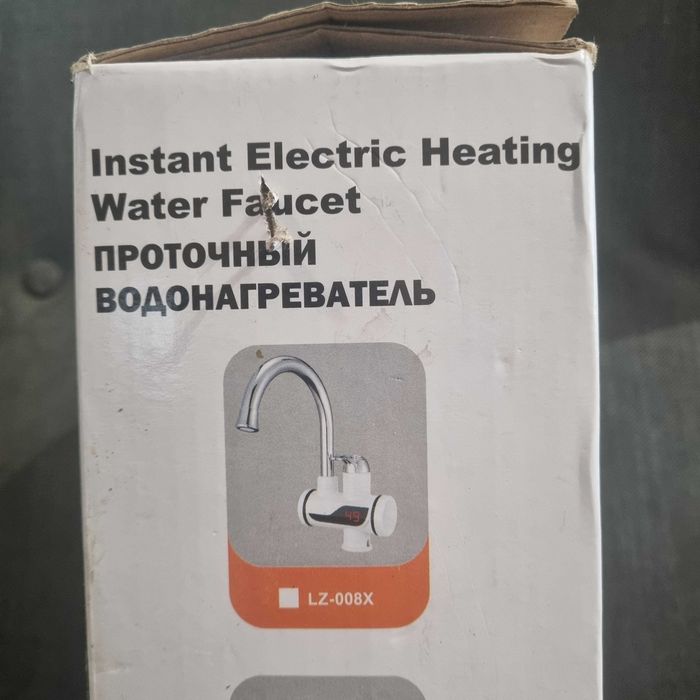 Instant Electric Heating
Water Faucet
ПРОТОЧНЫЙ
ВОДОНАГРЕВАТЕЛЬ
49
LZ-008X